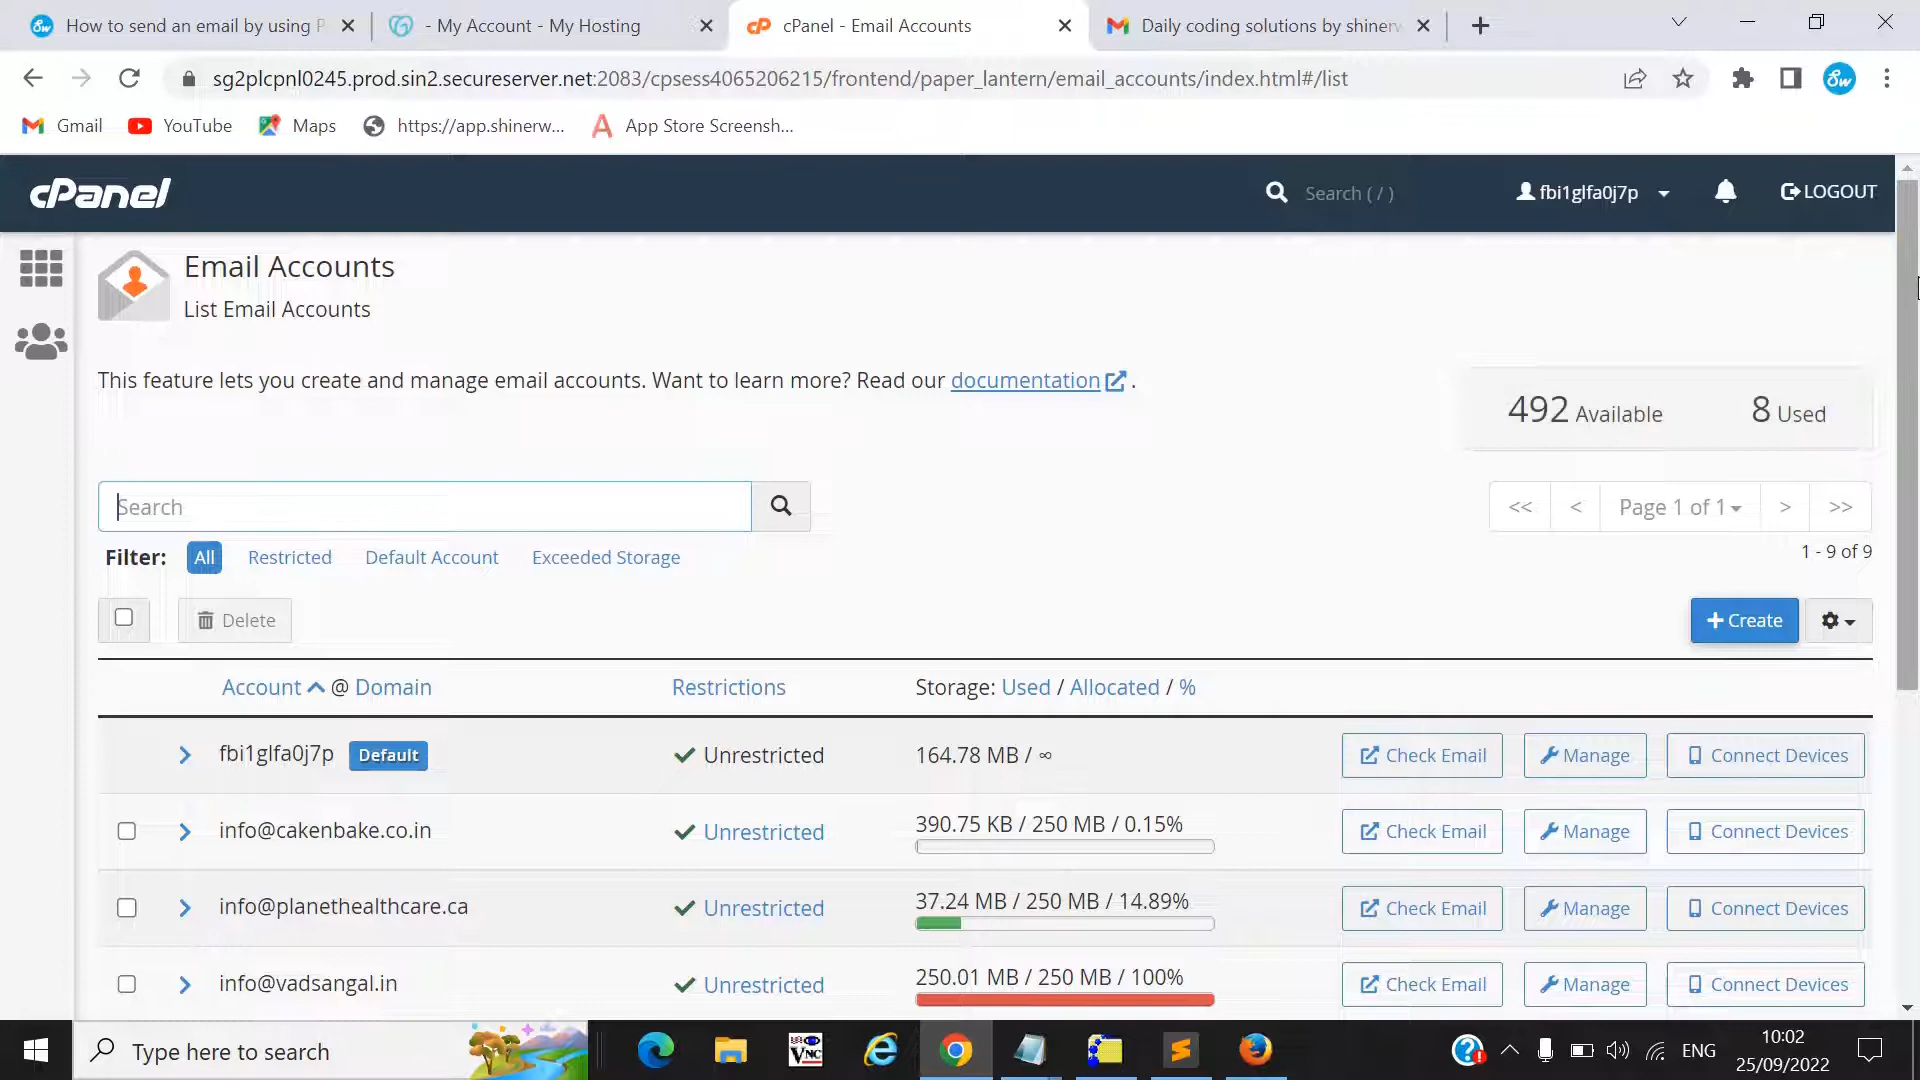 How to send an email by using P
- My Account - My Hosting
cPanel - Email Accounts
Daily coding solutions by shinerw
sg2plcpnl0245.prod.sin2.secureserver.net:2083/cpsess4065206215/frontend/paper_lantern/email_accounts/index.html#/list
Gmail
YouTube
Maps
https://app.shinerw...
App Store Screensh...
cPanel
Search ( / )
fbi1glfa0j7p
LOGOUT
Email Accounts
List Email Accounts
This feature lets you create and manage email accounts. Want to learn more? Read our documentation .
492 Available
8 Used
Search
<< < Page 1 of 1 > >>
Filter: All Restricted Default Account Exceeded Storage
1 - 9 of 9
Delete
+ Create
Account @ Domain
Restrictions
Storage: Used / Allocated / %
fbi1glfa0j7p Default Unrestricted 164.78 MB / ∞ Check Email Manage Connect Devices
info@cakenbake.co.in Unrestricted 390.75 KB / 250 MB / 0.15% Check Email Manage Connect Devices
info@planethealthcare.ca Unrestricted 37.24 MB / 250 MB / 14.89% Check Email Manage Connect Devices
info@vadsangal.in Unrestricted 250.01 MB / 250 MB / 100% Check Email Manage Connect Devices
Type here to search
VNC
ENG
10:02
25/09/2022